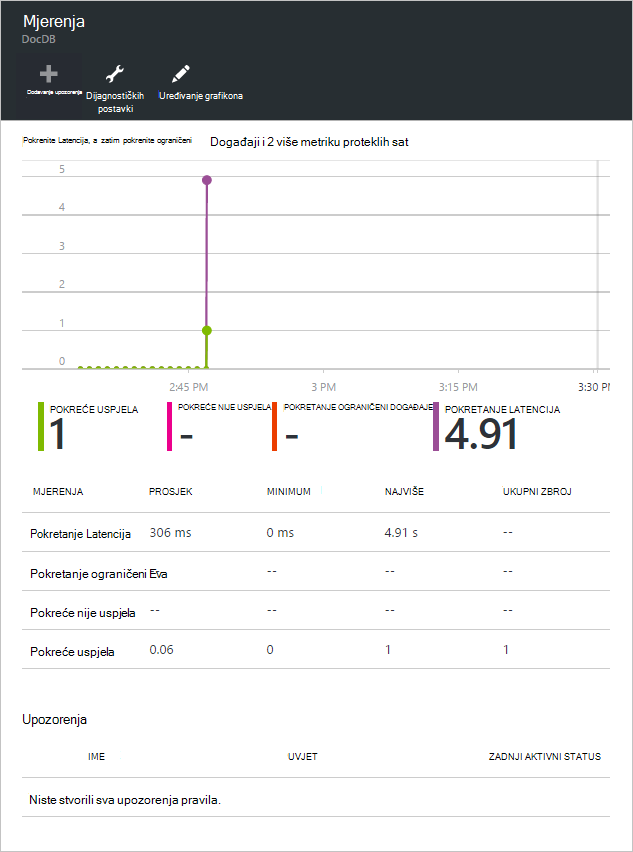 Mjerenja
DocDB
Dodavanje upozorenje
Dijagnostičkih
postavki
Uređivanje grafikona
Pokrenite Latencija, a zatim pokrenite ograničeni Događaji i 2 više metriku proteklih sat
5
4
3
2
1
0
2:45 PM 3 PM 3:15 PM 3:30 PM
POKREĆE USPJELA POKREĆE NIJE USPJELA POKRETANJE OGRANIČENI DOGAĐAJE POKRETANJE LATENCIJA
1 - - 4.91
MJERENJA PROSJEK MINIMUM NAJVIŠE UKUPNI ZBROJ
Pokretanje Latencija 306 ms 0 ms 4.91 s --
Pokretanje ograničeni Eva -- -- --
Pokreće nije uspjela -- -- -- --
Pokreće uspjela 0.06 0 1 1
Upozorenja
IME UVJET ZADNJI AKTIVNI STATUS
Niste stvorili sva upozorenja pravila.